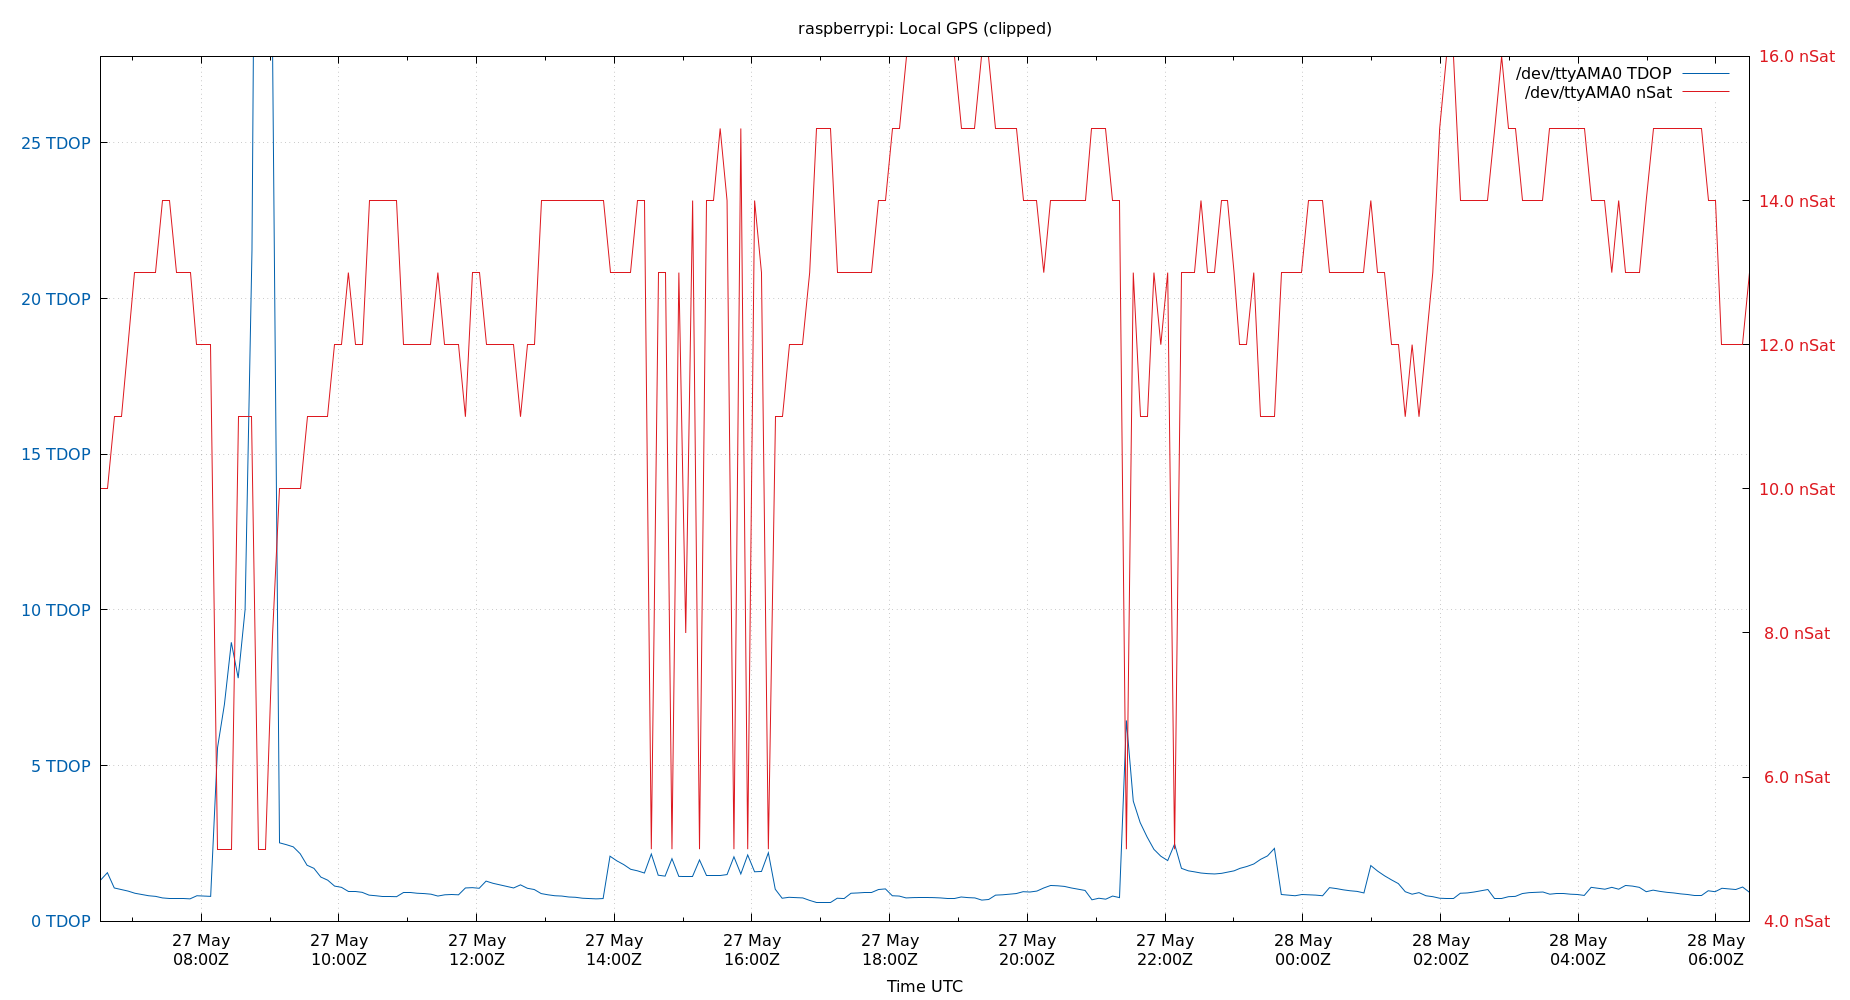 raspberrypi: Local GPS (clipped)
16.0 nSat
/dev/ttyAMA0 TDOP
/dev/ttyAMA0 nSat
25 TDOP
14.0 nSat
20 TDOP
12.0 nSat
15 TDOP
10.0 nSat
10 TDOP
8.0 nSat
5 TDOP
6.0 nSat
0 TDOP
4.0 nSat
27 May 27 May 27 May 27 May 27 May 27 May 27 May 27 May 28 May 28 May 28 May 28 May
08:00Z 10:00Z 12:00Z 14:00Z 16:00Z 18:00Z 20:00Z 22:00Z 00:00Z 02:00Z 04:00Z 06:00Z
Time UTC